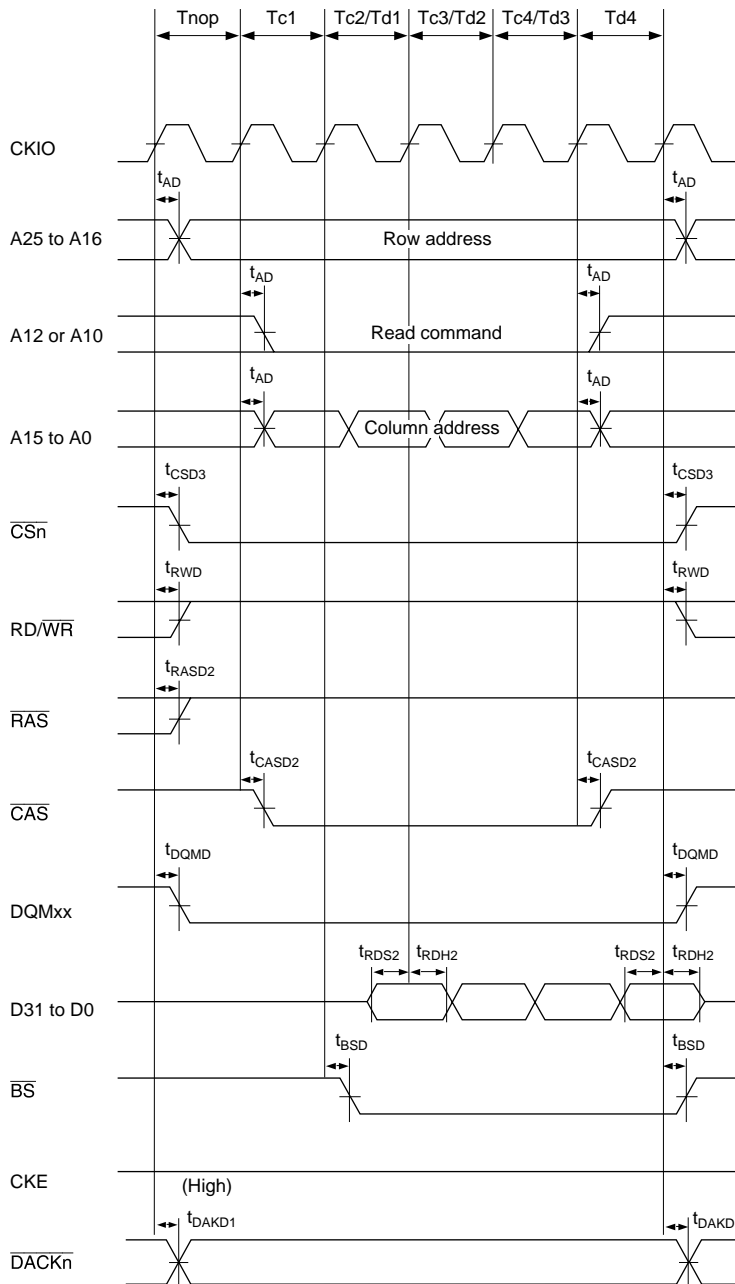 Tnop Tc1 Tc2/Td1 Tc3/Td2 Tc4/Td3 Td4
CKIO
tAD tAD
A25 to A16 Row address
tAD tAD
A12 or A10 Read command
tAD tAD
A15 to A0 Column address
tCSD3 tCSD3
CSn
tRWD tRWD
RD/WR
tRASD2
RAS
tCASD2 tCASD2
CAS
tDQMD tDQMD
DQMxx
tRDS2 tRDH2 tRDS2 tRDH2
D31 to D0
tBSD tBSD
BS
CKE
(High)
tDAKD1 tDAKD
DACKn